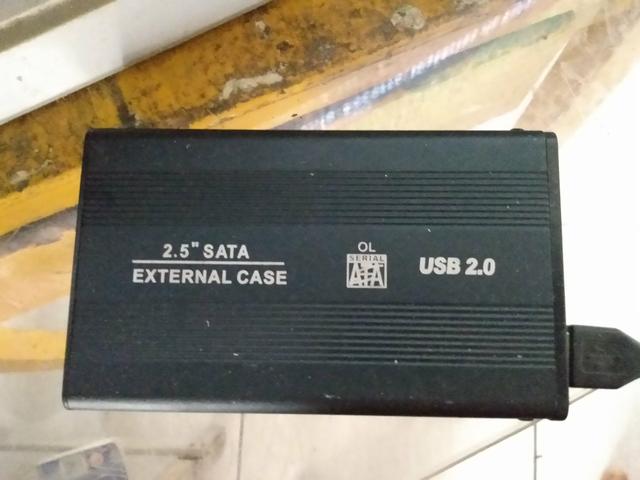 2.5" SATA
EXTERNAL CASE
OL
SERIAL
ATA
USB 2.0